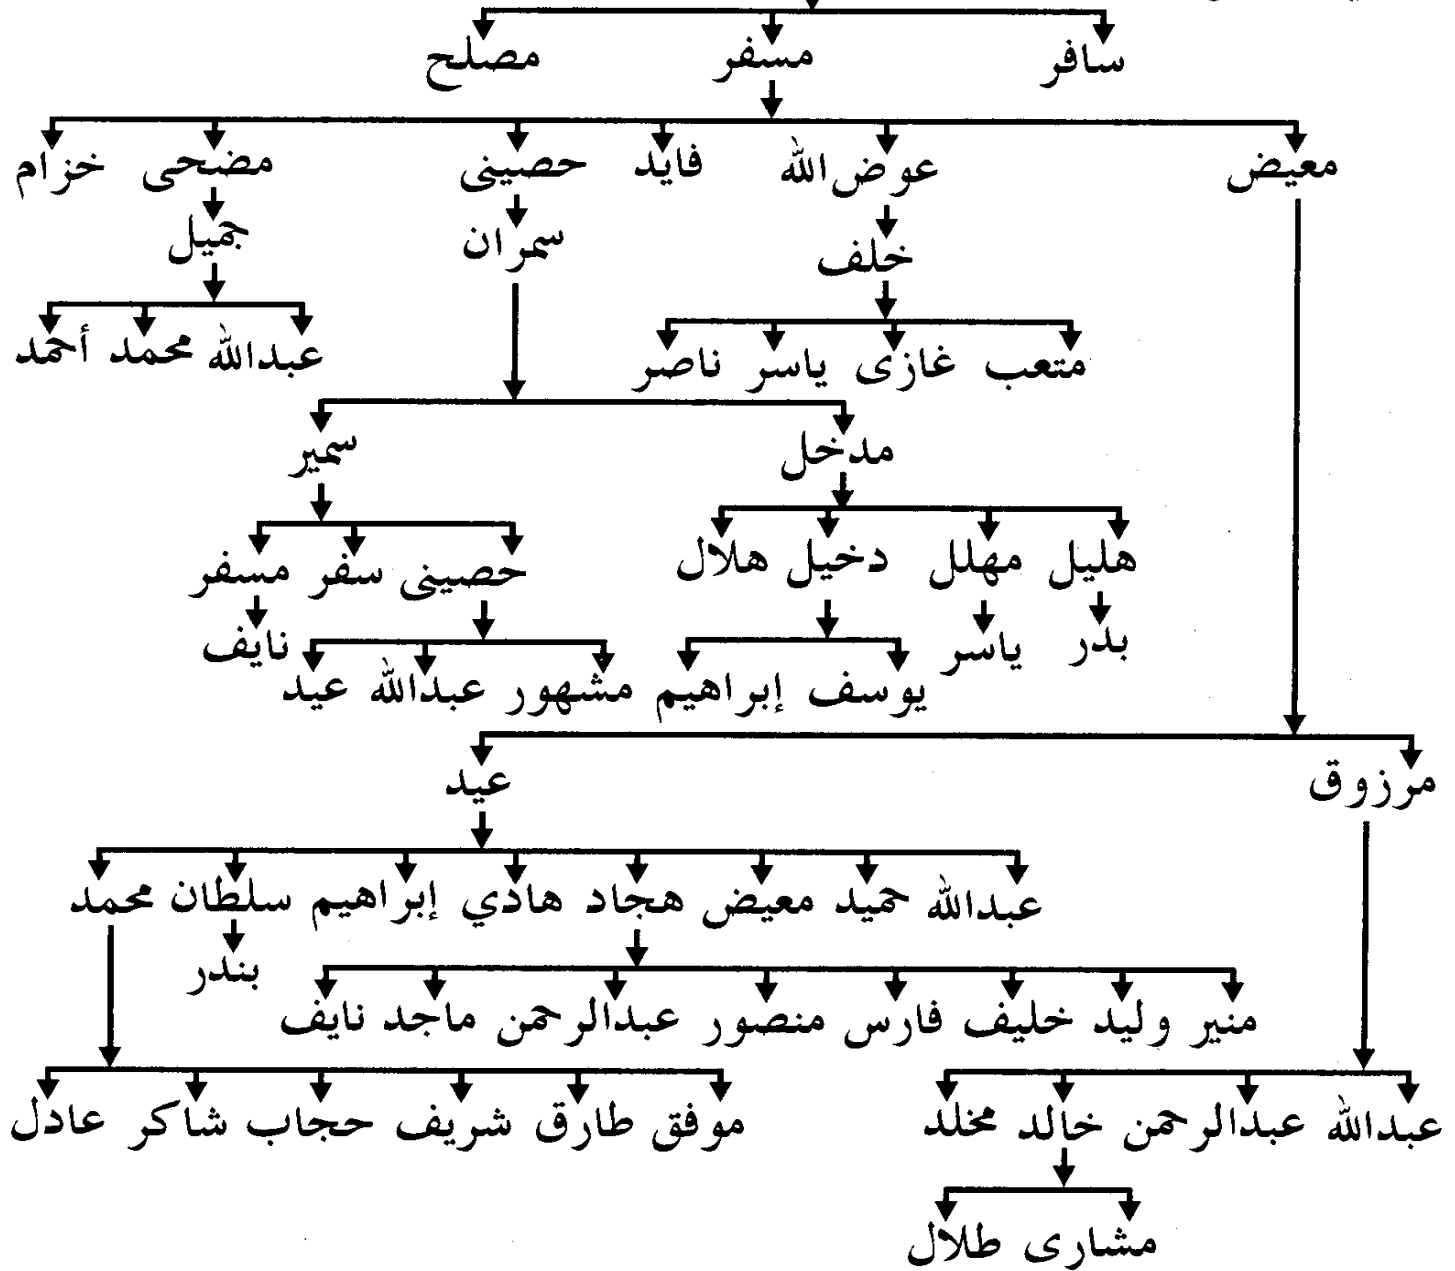 سافر مسفر مصلح
معيض عوض الله فايد حصينى مضحى خزام
خلف سمران جميل
متعب غازى ياسر ناصر عبدالله محمد أحمد
مدخل سمير
هليل مهلل دخيل هلال حصينى سفر مسفر
بدر ياسر نايف
يوسف إبراهيم مشهور عبدالله عيد
مرزوق عيد
عبدالله حميد معيض هجاد هادي إبراهيم سلطان محمد
بندر
منير وليد خليف فارس منصور عبدالرحمن ماجد نايف
عبدالله عبدالرحمن خالد مخلد موفق طارق شريف حجاب شاكر عادل
مشارى طلال